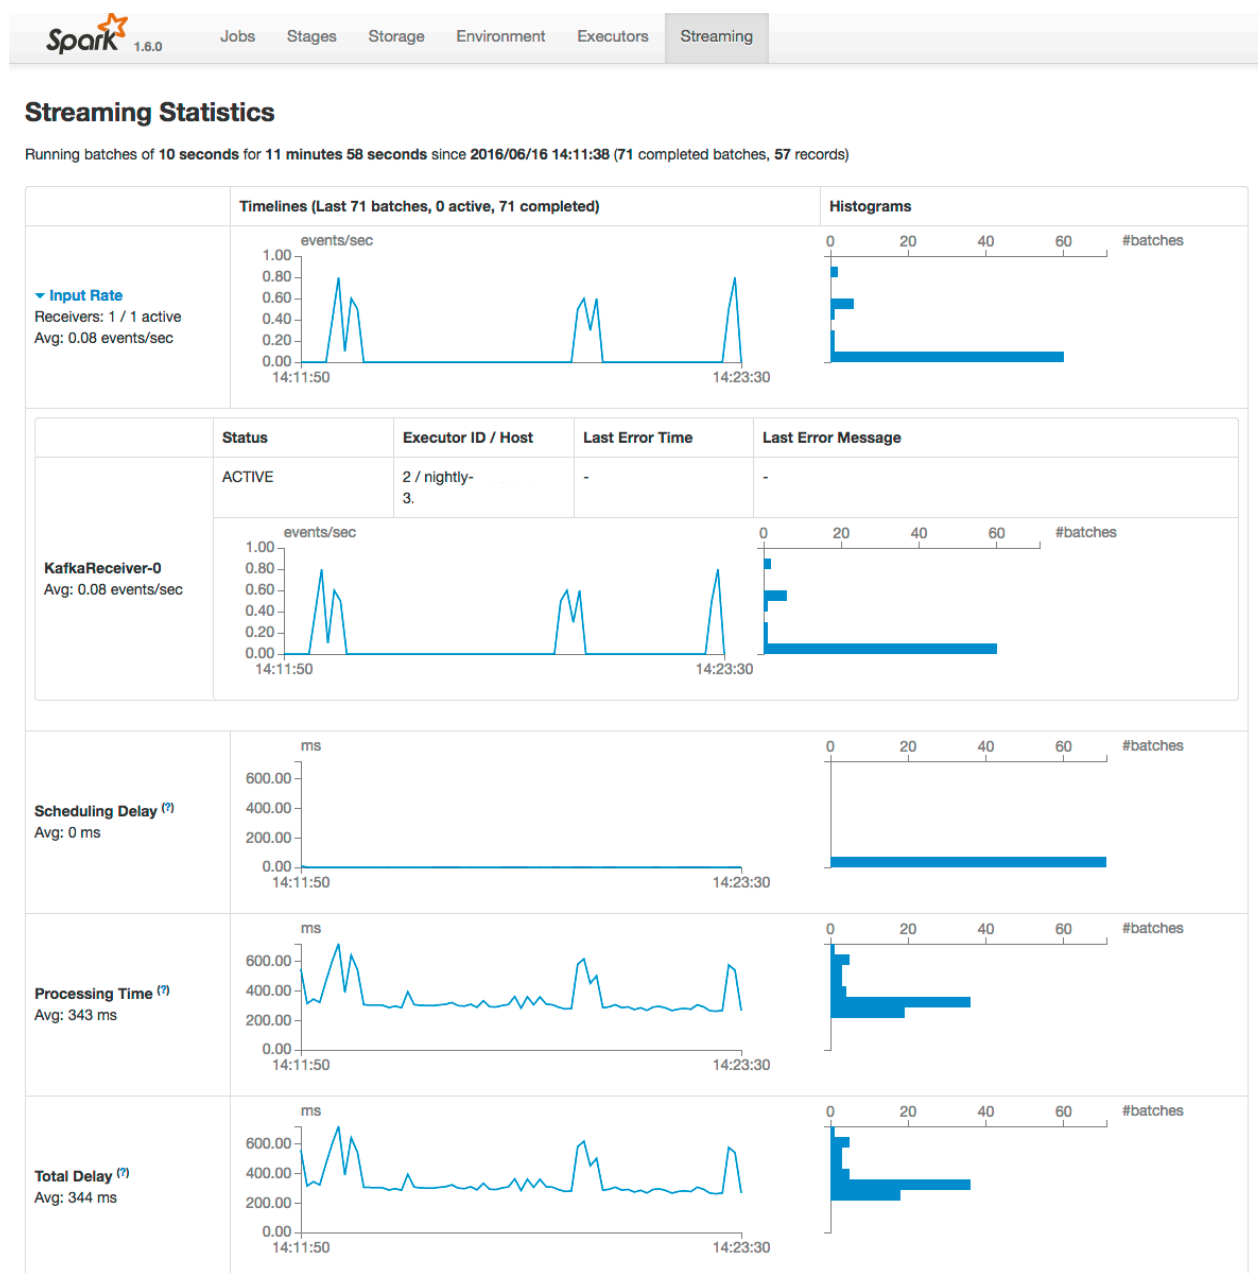 Spark 1.6.0 Jobs Stages Storage Environment Executors Streaming
Streaming Statistics
Running batches of 10 seconds for 11 minutes 58 seconds since 2016/06/16 14:11:38 (71 completed batches, 57 records)
Timelines (Last 71 batches, 0 active, 71 completed) Histograms
Input Rate
Receivers: 1 / 1 active
Avg: 0.08 events/sec
events/sec
1.00
0.80
0.60
0.40
0.20
0.00
14:11:50 14:23:30
0 20 40 60 #batches
Status Executor ID / Host Last Error Time Last Error Message
ACTIVE 2 / nightly- - -
3.
KafkaReceiver-0
Avg: 0.08 events/sec
events/sec
1.00
0.80
0.60
0.40
0.20
0.00
14:11:50 14:23:30
0 20 40 60 #batches
Scheduling Delay (?)
Avg: 0 ms
ms
600.00
400.00
200.00
0.00
14:11:50 14:23:30
0 20 40 60 #batches
Processing Time (?)
Avg: 343 ms
ms
600.00
400.00
200.00
0.00
14:11:50 14:23:30
0 20 40 60 #batches
Total Delay (?)
Avg: 344 ms
ms
600.00
400.00
200.00
0.00
14:11:50 14:23:30
0 20 40 60 #batches